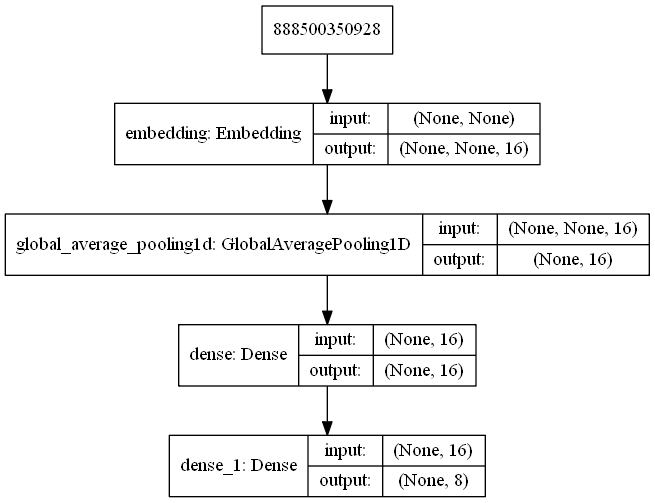 888500350928
embedding: Embedding
input: (None, None)
output: (None, None, 16)
global_average_pooling1d: GlobalAveragePooling1D
input: (None, None, 16)
output: (None, 16)
dense: Dense
input: (None, 16)
output: (None, 16)
dense_1: Dense
input: (None, 16)
output: (None, 8)